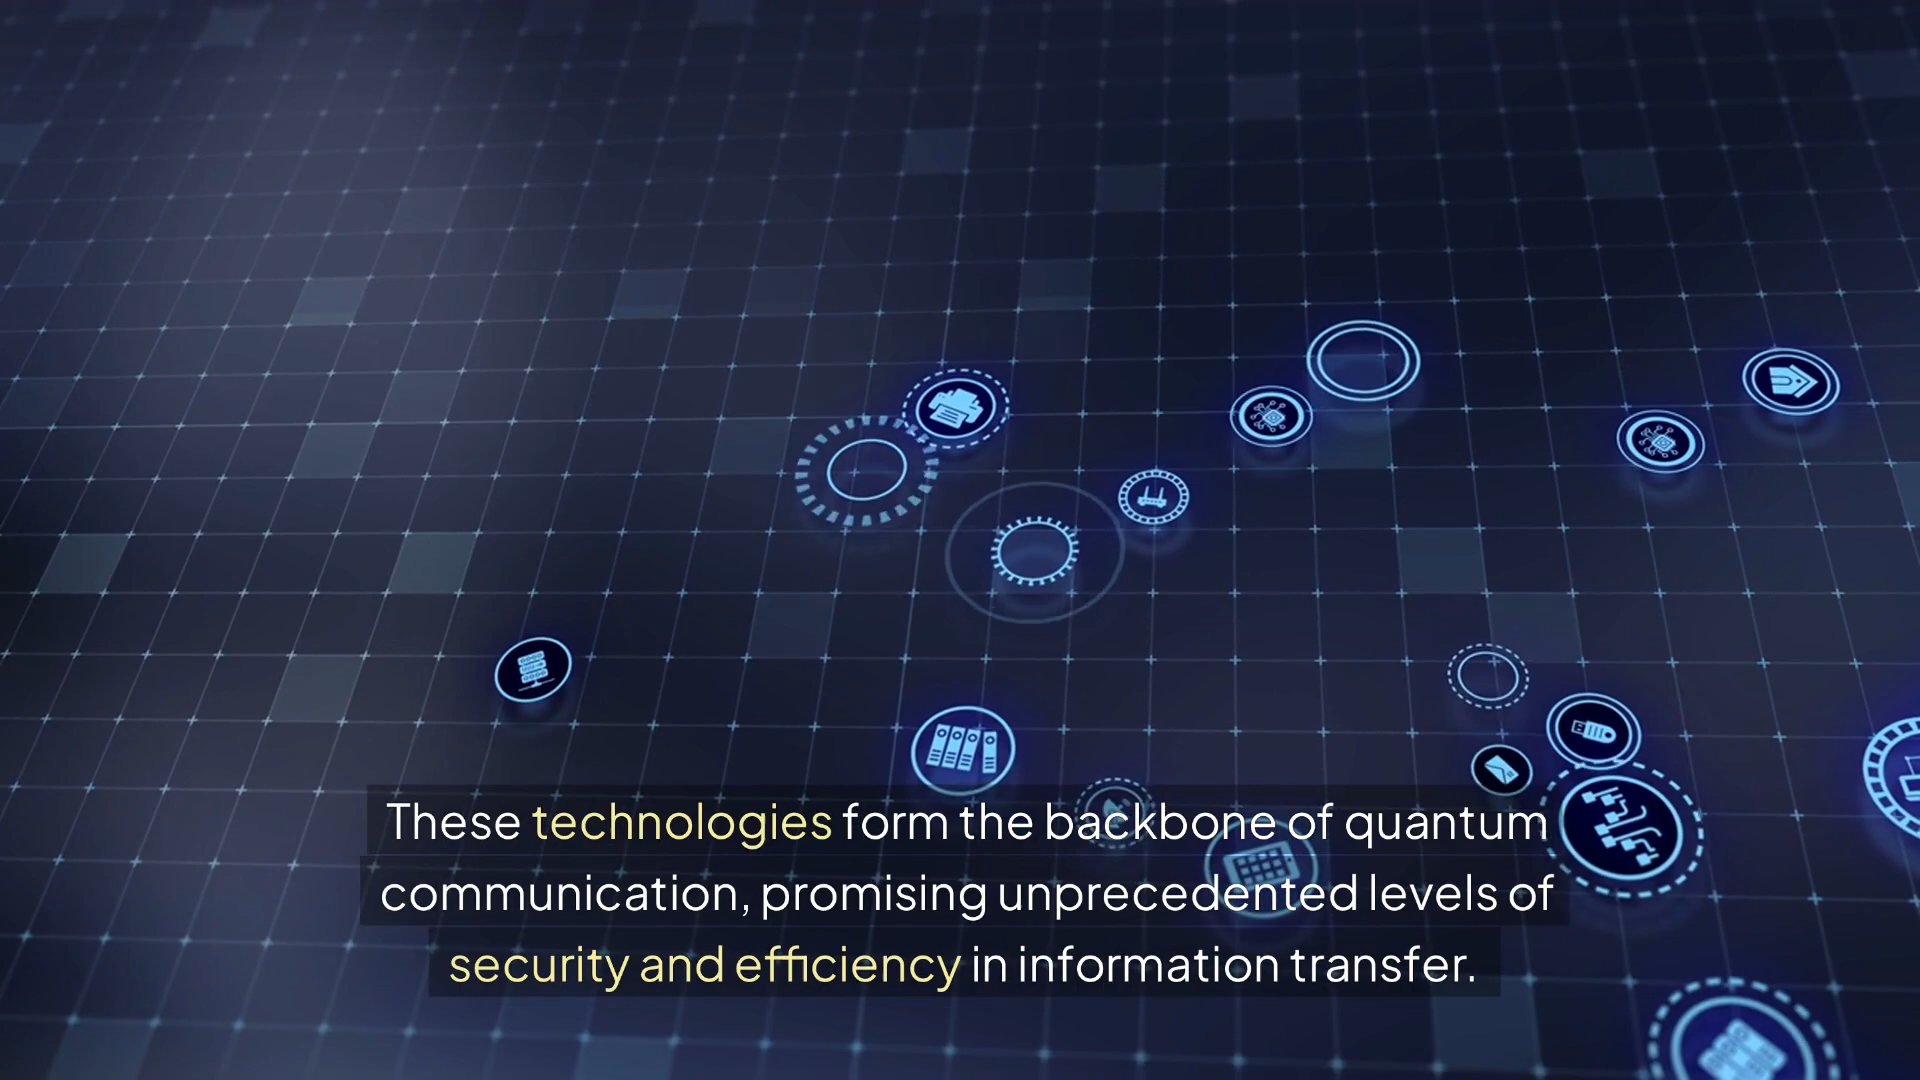 These technologies form the backbone of quantum
communication, promising unprecedented levels of
security and efficiency in information transfer.